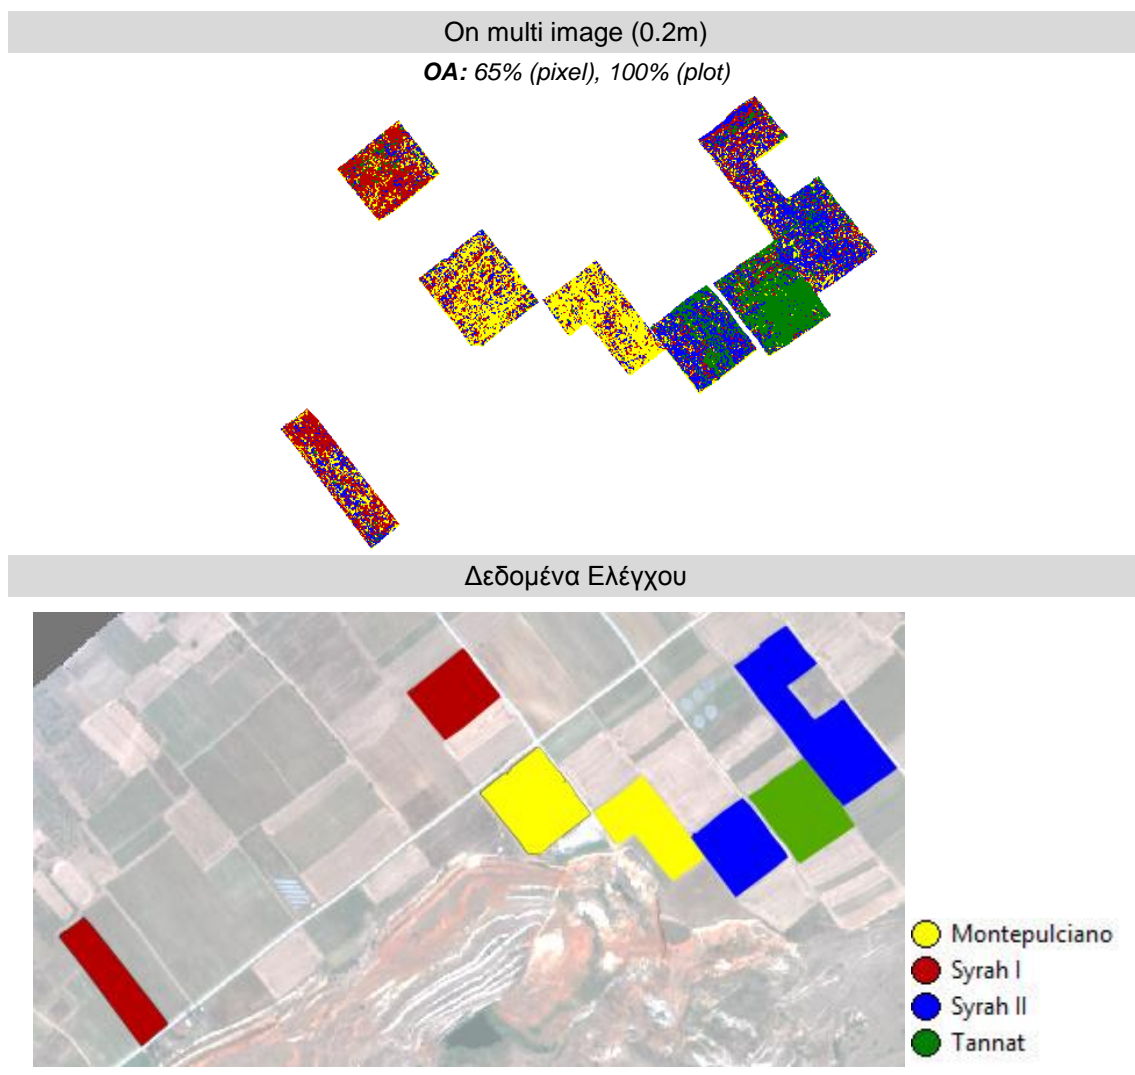 On multi image (0.2m)
OA: 65% (pixel), 100% (plot)
Δεδομένα Ελέγχου
Montepulciano
Syrah I
Syrah II
Tannat